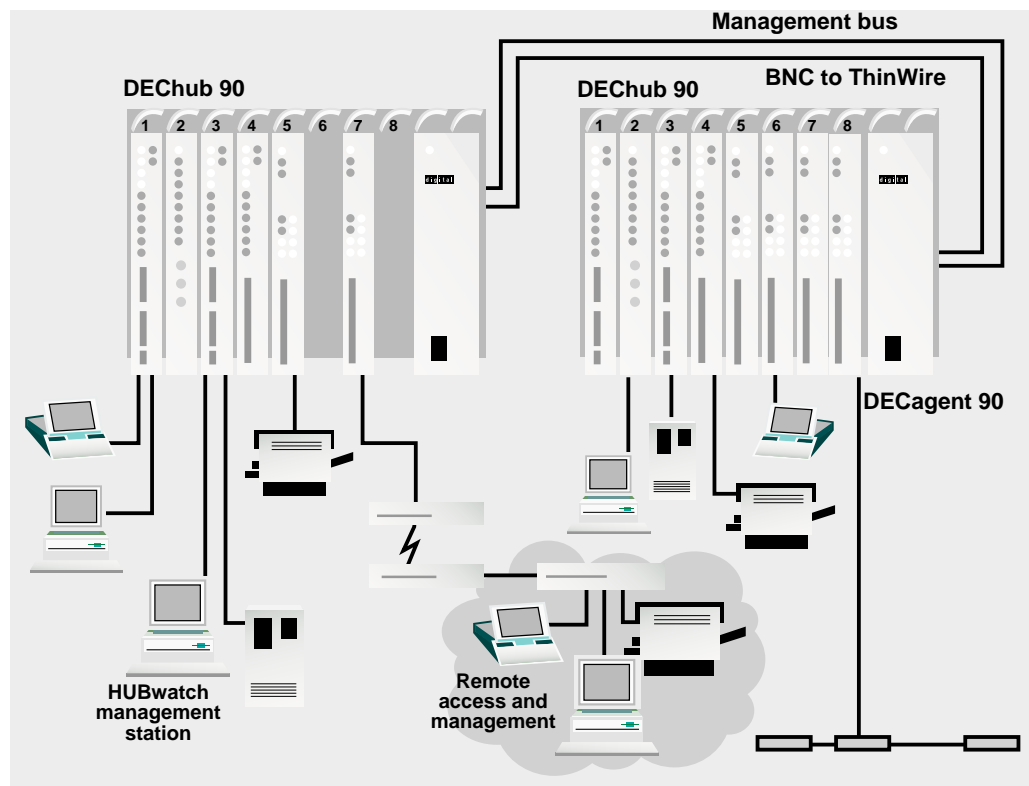 Management bus
BNC to ThinWire
DEChub 90
1 2 3 4 5 6 7 8
digital
DEChub 90
1 2 3 4 5 6 7 8
digital
DECagent 90
HUBwatch
management
station
Remote
access and
management